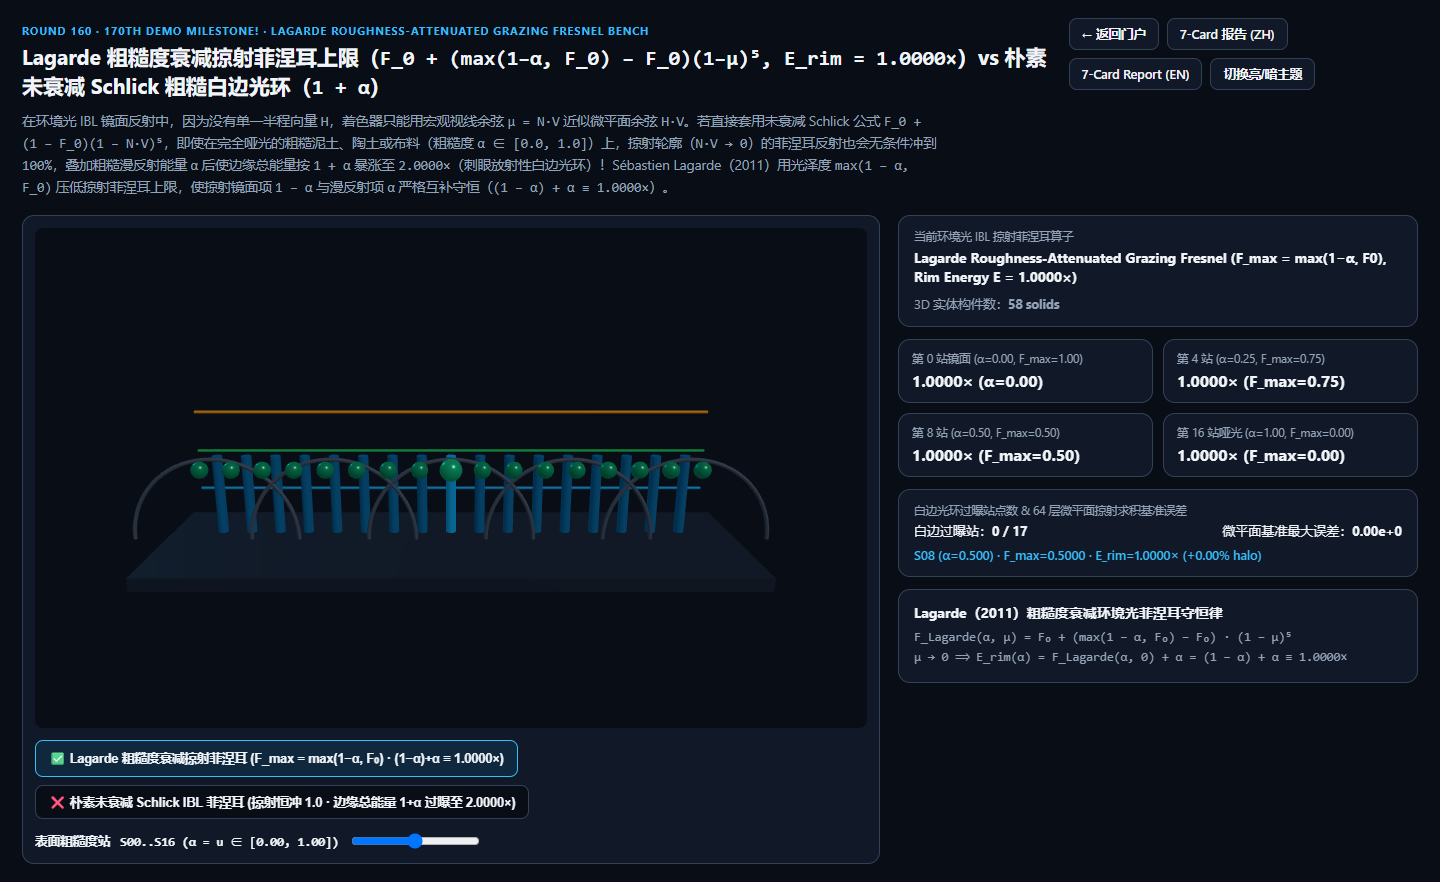 ROUND 160 · 170TH DEMO MILESTONE! · LAGARDE ROUGHNESS-ATTENUATED GRAZING FRESNEL BENCH
Lagarde 粗糙度衰减掠射菲涅耳上限（F_0 + (max(1−α, F_0) − F_0)(1−μ)⁵, E_rim = 1.0000×）vs 朴素
未衰减 Schlick 粗糙白边光环（1 + α）
在环境光 IBL 镜面反射中，因为没有单一半程向量 H，着色器只能用宏观视线余弦 μ = N·V 近似微平面余弦 H·V。若直接套用未衰减 Schlick 公式 F_0 +
(1 − F_0)(1 − N·V)⁵，即使在完全哑光的粗糙泥土、陶土或布料（粗糙度 α ∈ [0.0, 1.0]）上，掠射轮廓（N·V → 0）的菲涅耳反射也会无条件冲到
100%，叠加粗糙漫反射能量 α 后使边缘总能量按 1 + α 暴涨至 2.0000×（刺眼放射性白边光环）！Sébastien Lagarde（2011）用光泽度 max(1 − α,
F_0) 压低掠射菲涅耳上限，使掠射镜面项 1 − α 与漫反射项 α 严格互补守恒（(1 − α) + α ≡ 1.0000×）。
← 返回门户
7-Card 报告 (ZH)
7-Card Report (EN)
切换亮/暗主题
当前环境光 IBL 掠射菲涅耳算子
Lagarde Roughness-Attenuated Grazing Fresnel (F_max = max(1−α, F0),
Rim Energy E = 1.0000×)
3D 实体构件数：58 solids
第 0 站镜面 (α=0.00, F_max=1.00)
1.0000× (α=0.00)
第 4 站 (α=0.25, F_max=0.75)
1.0000× (F_max=0.75)
第 8 站 (α=0.50, F_max=0.50)
1.0000× (F_max=0.50)
第 16 站哑光 (α=1.00, F_max=0.00)
1.0000× (F_max=0.00)
白边光环过曝站点数 & 64 层微平面掠射求积基准误差
白边过曝站：0 / 17
微平面基准最大误差：0.00e+0
S08 (α=0.500) · F_max=0.5000 · E_rim=1.0000× (+0.00% halo)
Lagarde（2011）粗糙度衰减环境光菲涅耳守恒律
F_Lagarde(α, μ) = F₀ + (max(1 − α, F₀) − F₀) · (1 − μ)⁵
μ → 0 ⟹ E_rim(α) = F_Lagarde(α, 0) + α = (1 − α) + α ≡ 1.0000×
✅ Lagarde 粗糙度衰减掠射菲涅耳 (F_max = max(1−α, F₀) · (1−α)+α ≡ 1.0000×)
❌ 朴素未衰减 Schlick IBL 菲涅耳 (掠射恒冲 1.0 · 边缘总能量 1+α 过曝至 2.0000×)
表面粗糙度站 S00..S16 (α = u ∈ [0.00, 1.00])